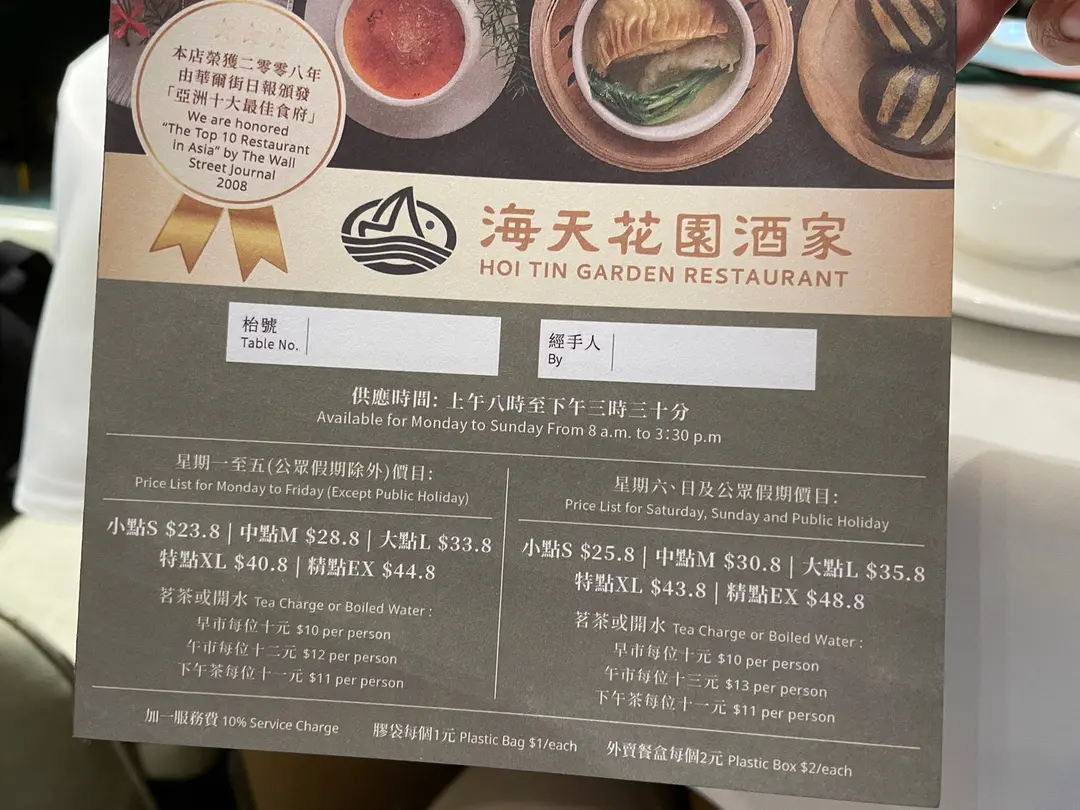 本店榮獲二零零八年
由華爾街日報頒發
「亞洲十大最佳食府」
We are honored
“The Top 10 Restaurant
in Asia” by The Wall
Street Journal
2008
海天花園酒家
HOI TIN GARDEN RESTAURANT
枱號
Table No.
經手人
By
供應時間: 上午八時至下午三時三十分
Available for Monday to Sunday From 8 a.m. to 3:30 p.m
星期一至五(公眾假期除外)價目:
Price List for Monday to Friday (Except Public Holiday)
小點S $23.8 | 中點M $28.8 | 大點L $33.8
特點XL $40.8 | 精點EX $44.8
茗茶或開水 Tea Charge or Boiled Water :
早市每位十元 $10 per person
午市每位十二元 $12 per person
下午茶每位十一元 $11 per person
星期六、日及公眾假期價目:
Price List for Saturday, Sunday and Public Holiday
小點S $25.8 | 中點M $30.8 | 大點L $35.8
特點XL $43.8 | 精點EX $48.8
茗茶或開水 Tea Charge or Boiled Water :
早市每位十元 $10 per person
午市每位十三元 $13 per person
下午茶每位十一元 $11 per person
加一服務費 10% Service Charge
膠袋每個1元 Plastic Bag $1/each
外賣餐盒每個2元 Plastic Box $2/each